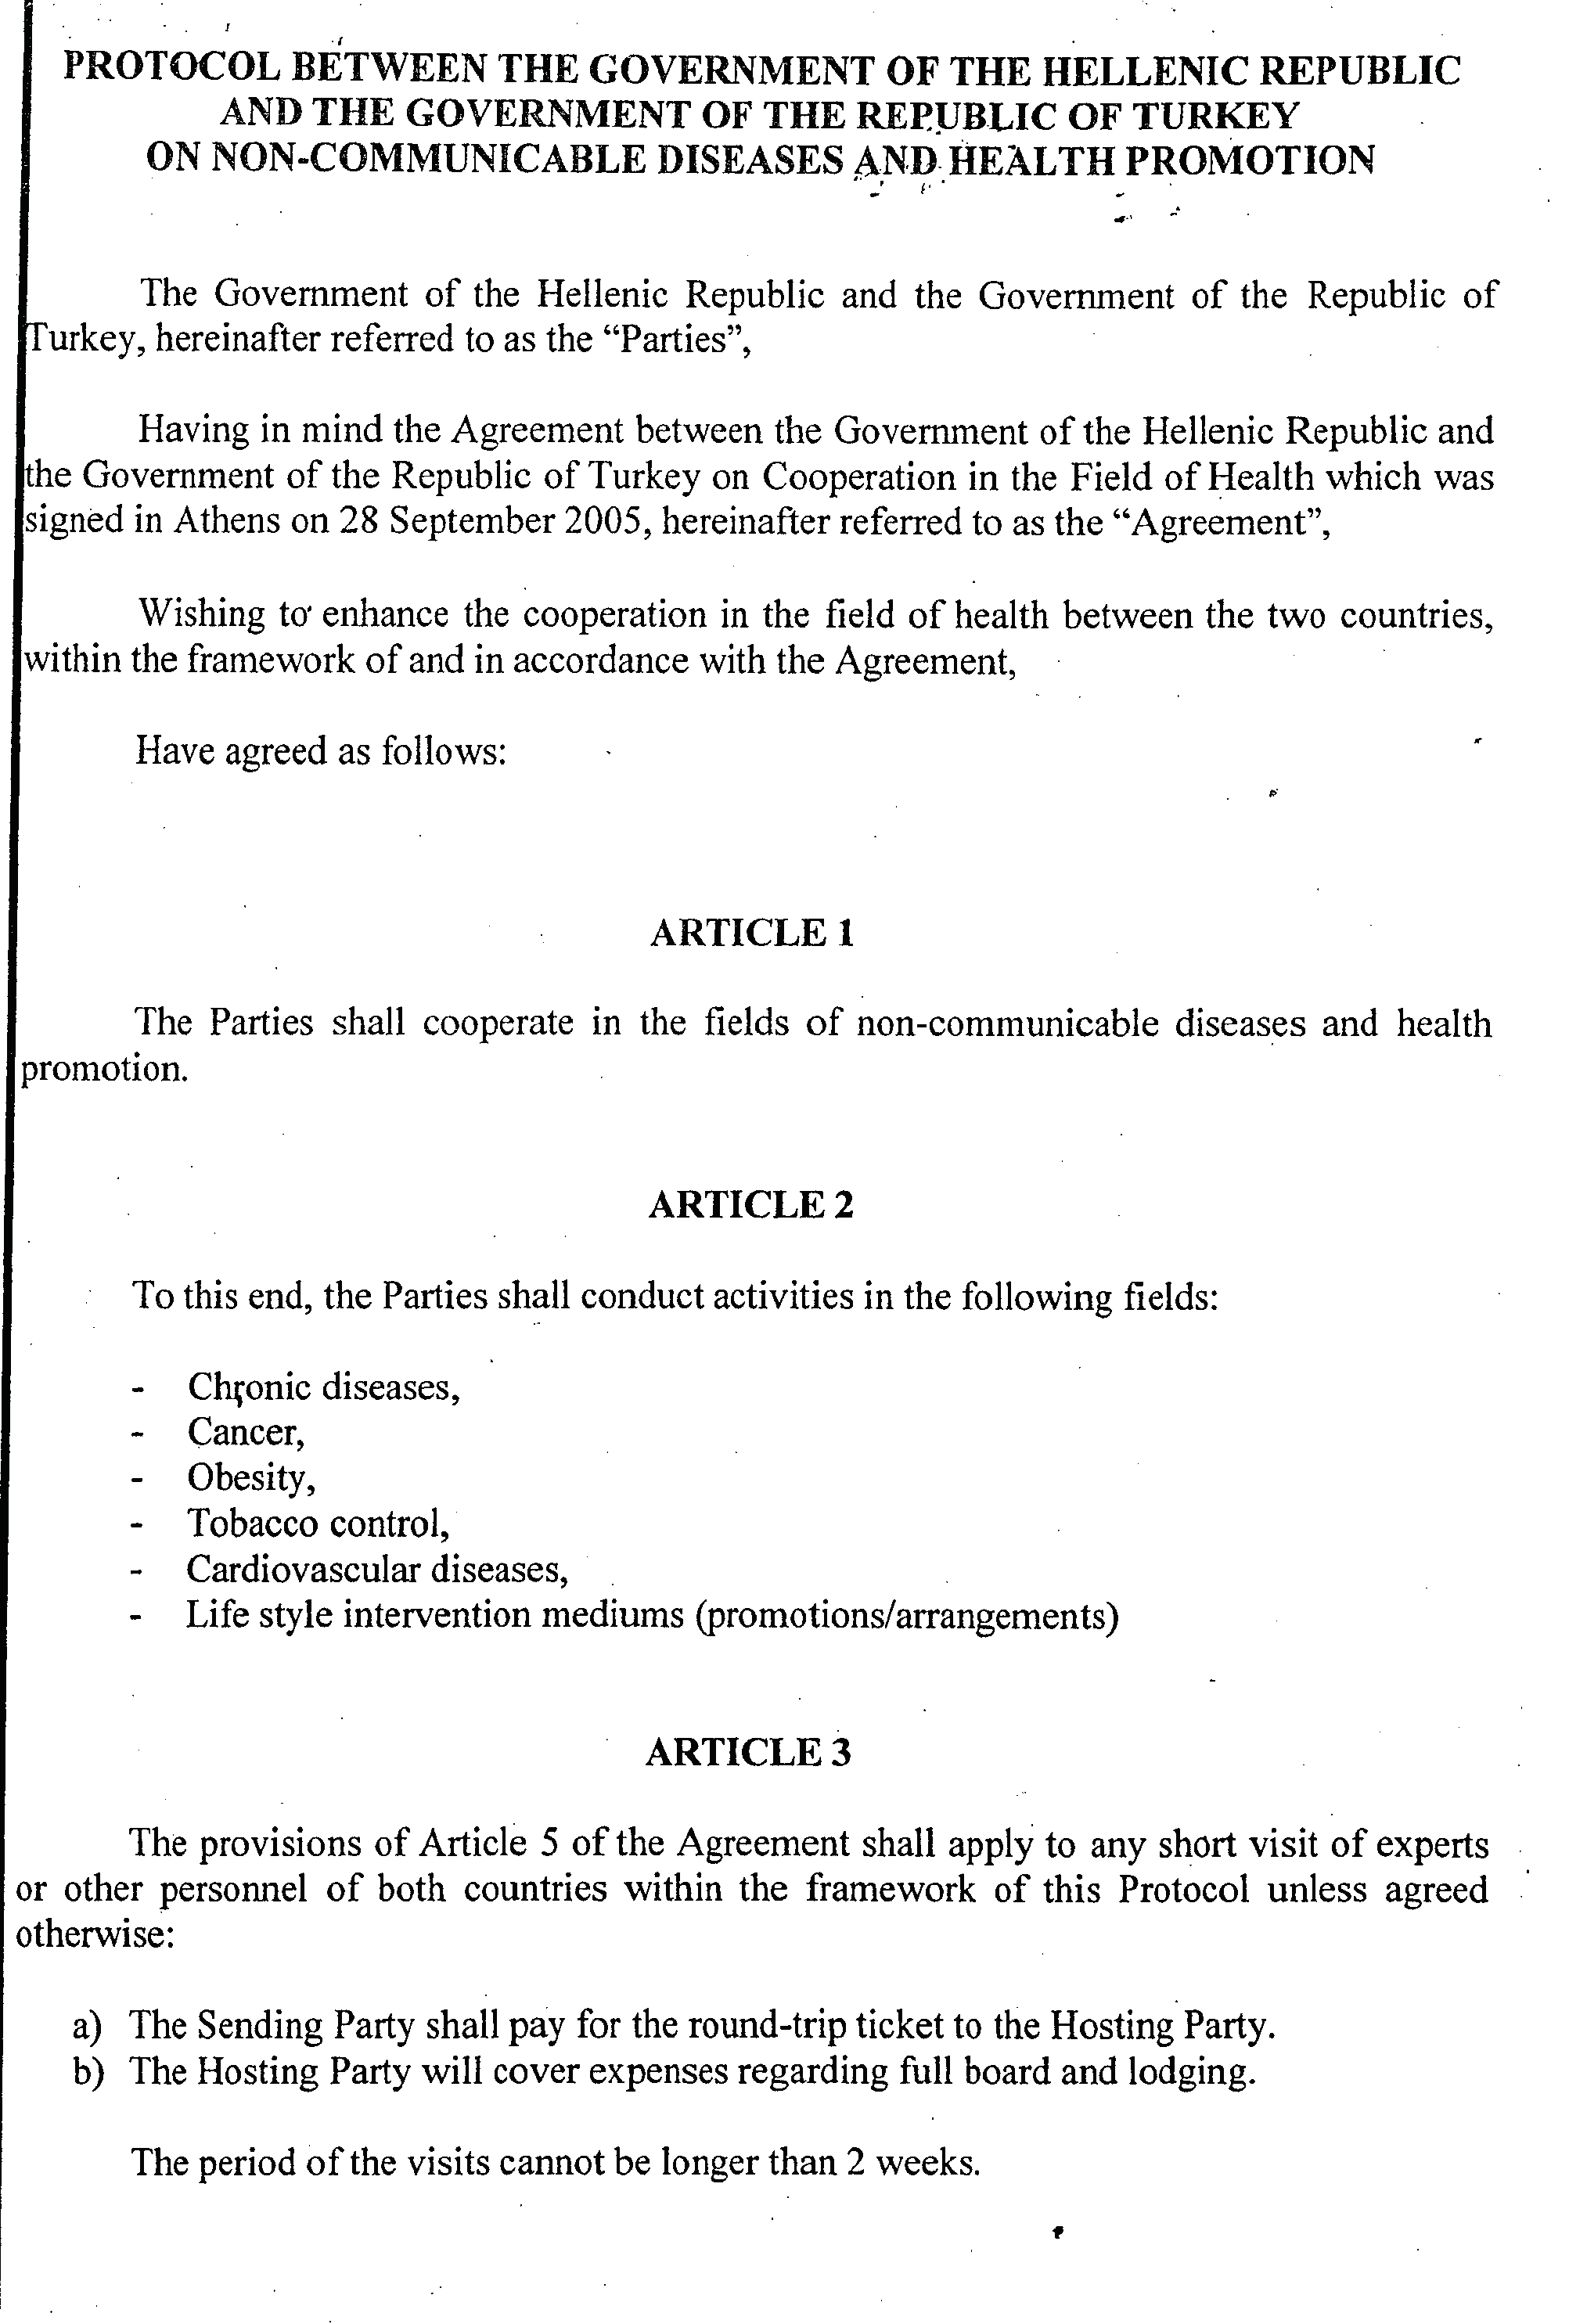 PROTOCOL BETWEEN THE GOVERNMENT OF THE HELLENIC REPUBLIC
AND THE GOVERNMENT OF THE REPUBLIC OF TURKEY
ON NON-COMMUNICABLE DISEASES AND HEALTH PROMOTION
The Government of the Hellenic Republic and the Government of the Republic of
Turkey, hereinafter referred to as the “Parties”,
Having in mind the Agreement between the Government of the Hellenic Republic and
the Government of the Republic of Turkey on Cooperation in the Field of Health which was
signed in Athens on 28 September 2005, hereinafter referred to as the “Agreement”,
Wishing to enhance the cooperation in the field of health between the two countries,
within the framework of and in accordance with the Agreement,
Have agreed as follows:
ARTICLE 1
The Parties shall cooperate in the fields of non-communicable diseases and health
promotion.
ARTICLE 2
To this end, the Parties shall conduct activities in the following fields:
- Chronic diseases,
- Cancer,
- Obesity,
- Tobacco control,
- Cardiovascular diseases,
- Life style intervention mediums (promotions/arrangements)
ARTICLE 3
The provisions of Article 5 of the Agreement shall apply to any short visit of experts
or other personnel of both countries within the framework of this Protocol unless agreed
otherwise:
a) The Sending Party shall pay for the round-trip ticket to the Hosting Party.
b) The Hosting Party will cover expenses regarding full board and lodging.
The period of the visits cannot be longer than 2 weeks.